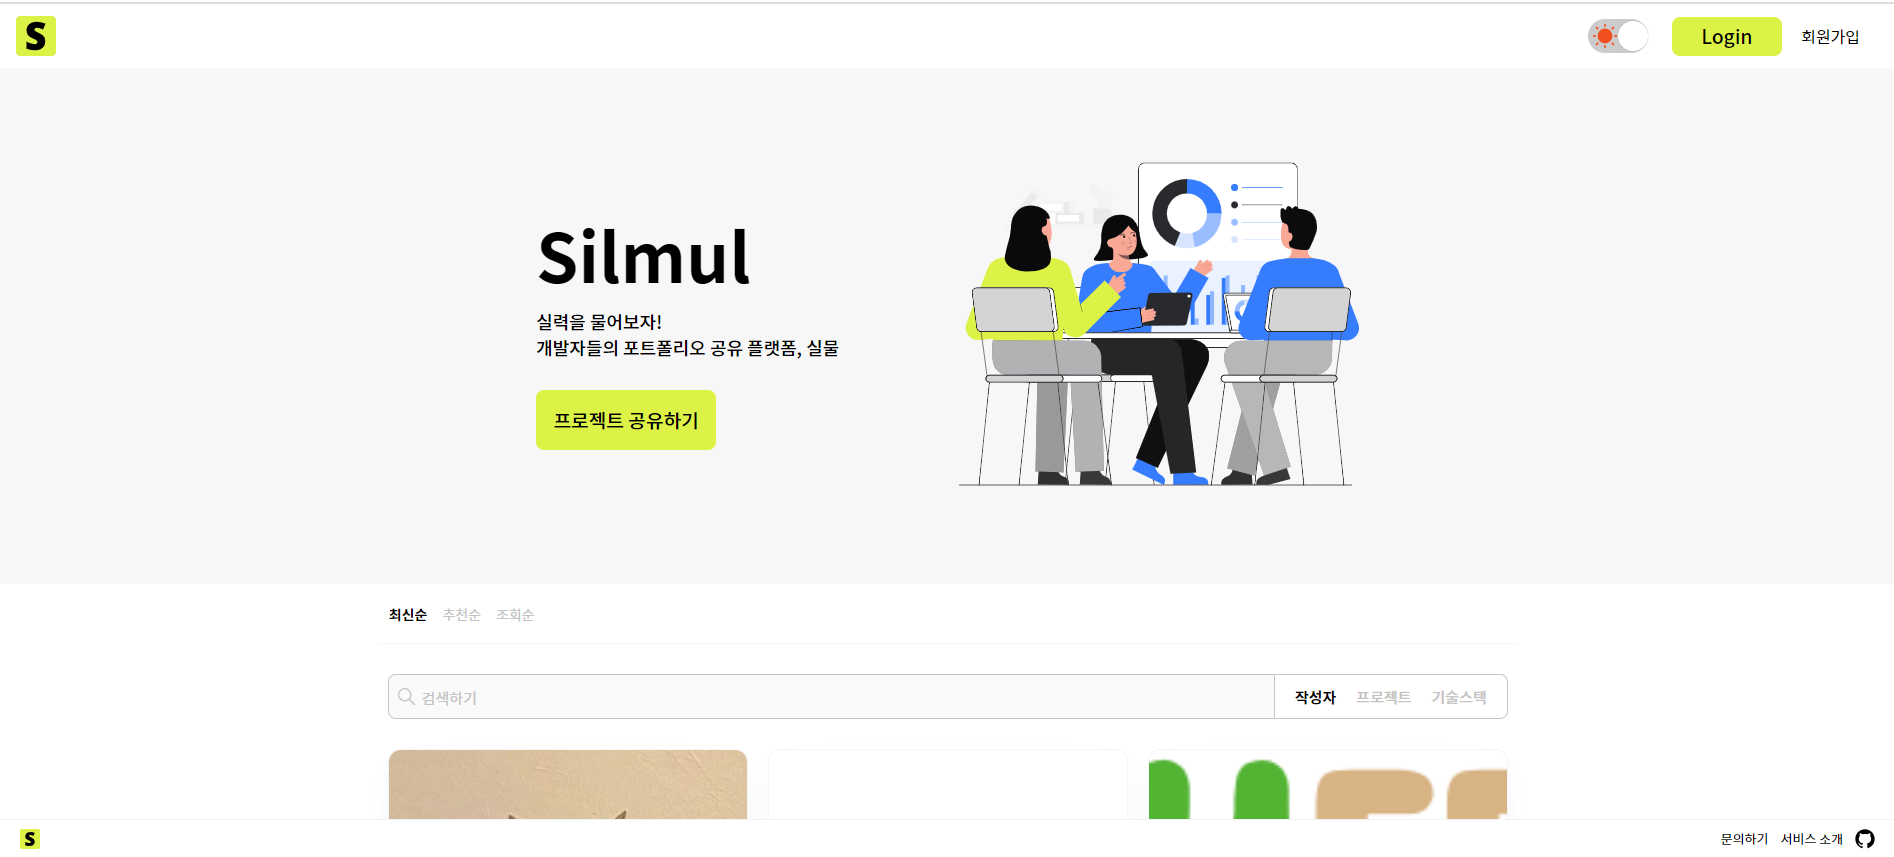 S
Login
회원가입
Silmul
실력을 물어보자!
개발자들의 포트폴리오 공유 플랫폼, 실물
프로젝트 공유하기
최신순 추천순 조회순
검색하기
작성자 프로젝트 기술스택
S
문의하기 서비스 소개